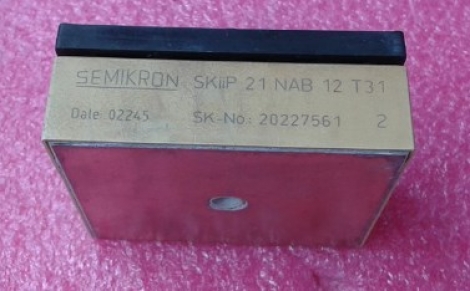 SEMIKRON SKiiP 21 NAB 12 T31
Date: 02245 SK-No.: 20227561 2